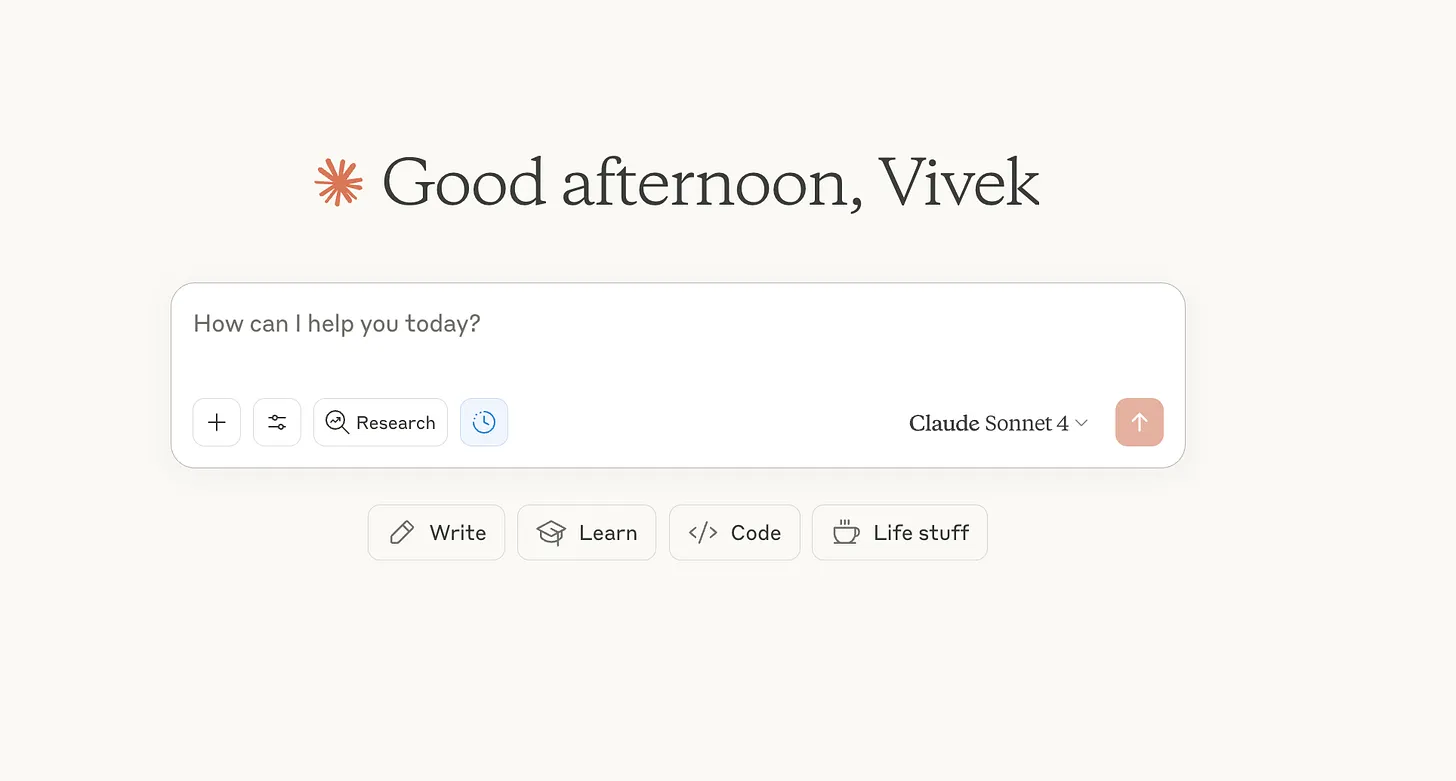 Good afternoon, Vivek
How can I help you today?
Research
Claude Sonnet 4
Write
Learn
Code
Life stuff